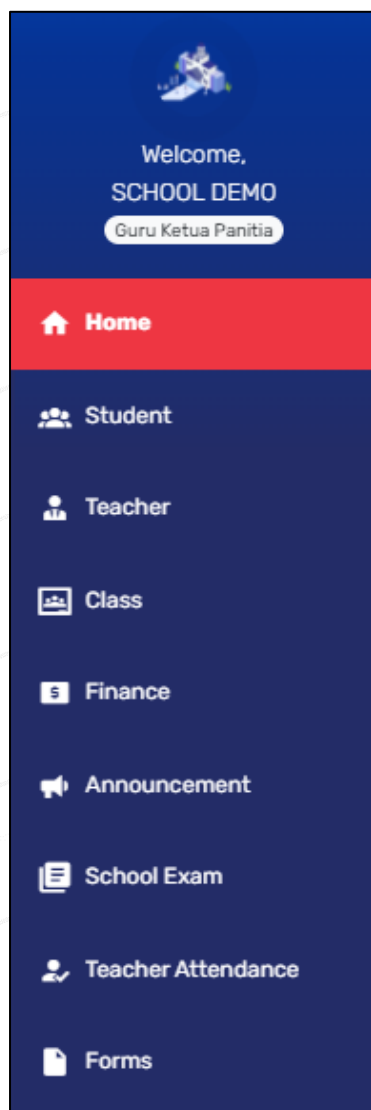 Welcome,
SCHOOL DEMO
Guru Ketua Panitia
Home
Student
Teacher
Class
Finance
Announcement
School Exam
Teacher Attendance
Forms